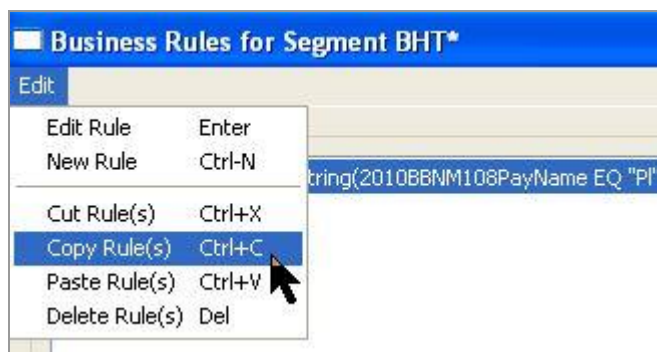 Business Rules for Segment BHT*
Edit
Edit Rule Enter
New Rule Ctrl-N
tring(2010BBNM108PayName EQ "PI"
Cut Rule(s) Ctrl+X
Copy Rule(s) Ctrl+C
Paste Rule(s) Ctrl+V
Delete Rule(s) Del